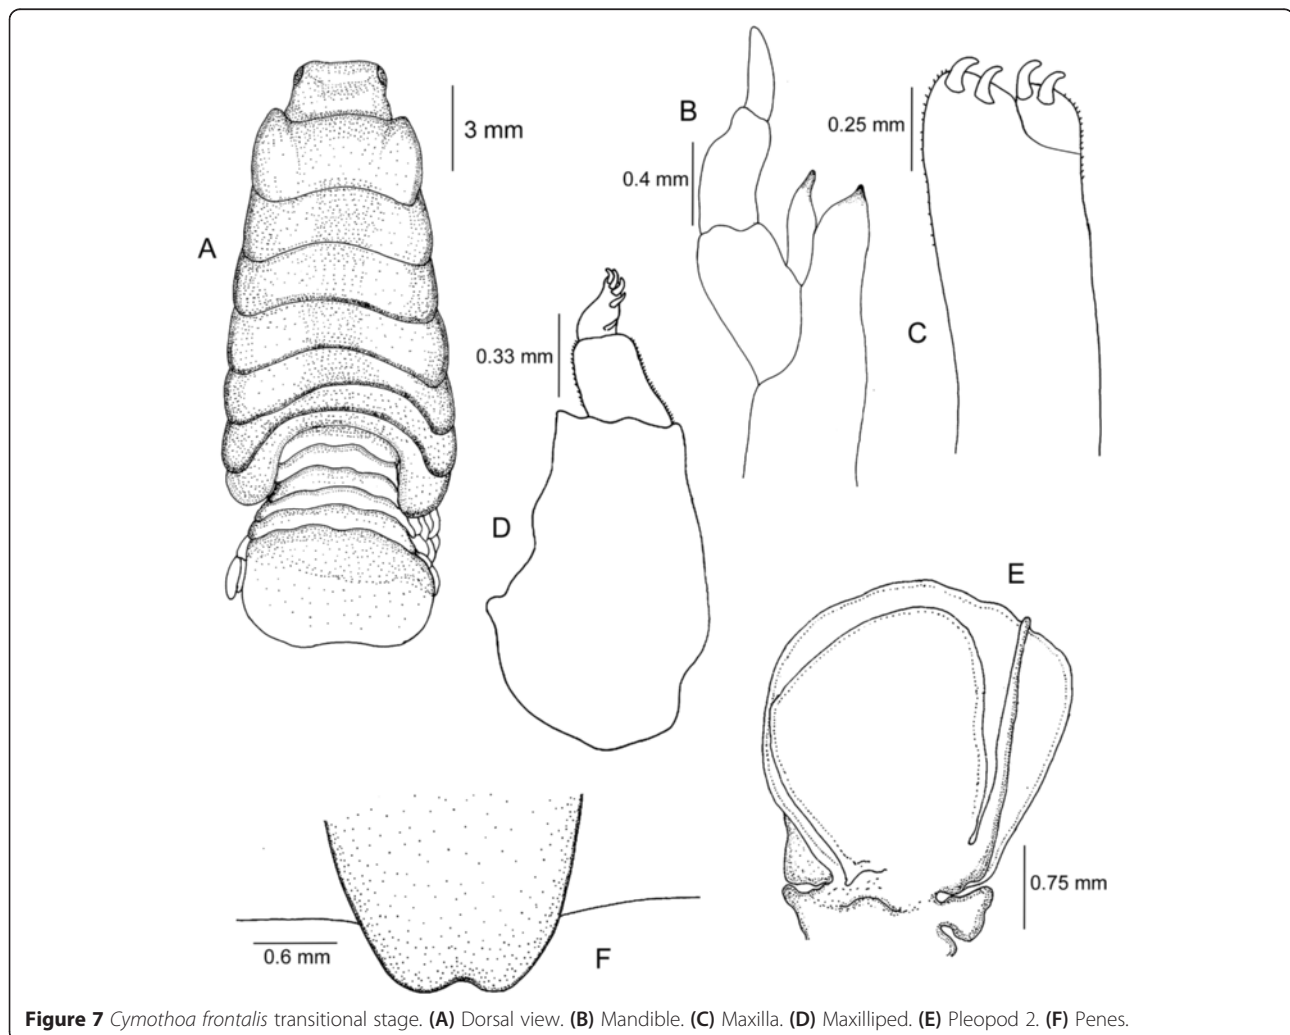 A
3 mm
B
0.4 mm
0.25 mm
C
0.33 mm
D
E
0.75 mm
0.6 mm
F
Figure 7 Cymothoa frontalis transitional stage. (A) Dorsal view. (B) Mandible. (C) Maxilla. (D) Maxilliped. (E) Pleopod 2. (F) Penes.